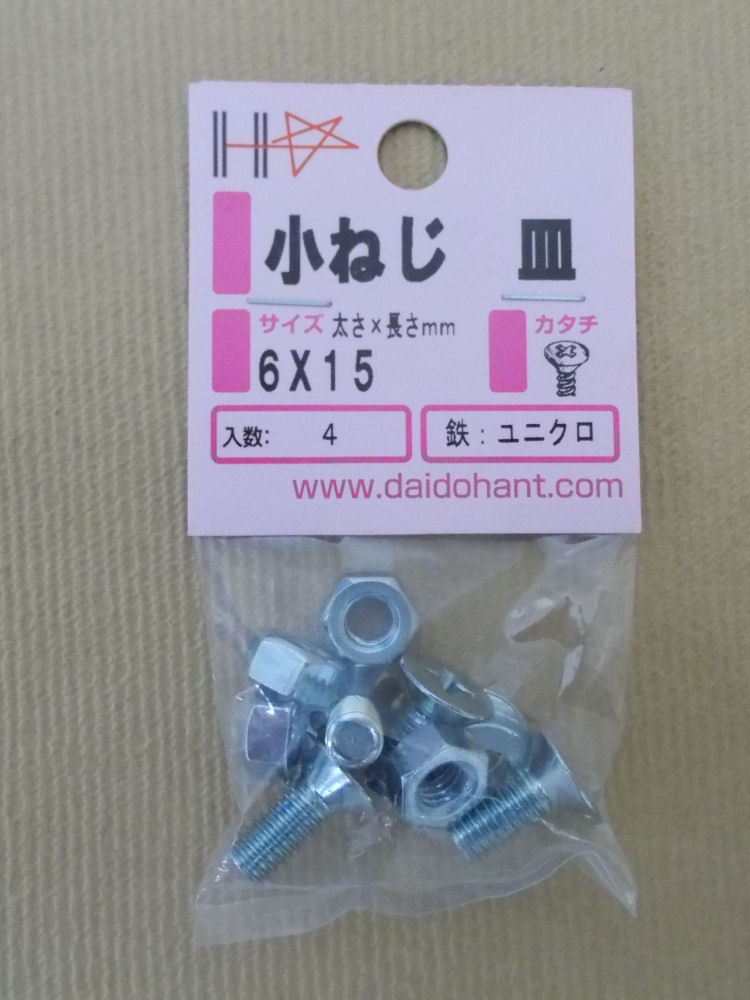 H
小ねじ 皿
サイズ 太さ×長さmm カタチ
6X15
入数: 4 鉄:ユニクロ
www.daidohant.com